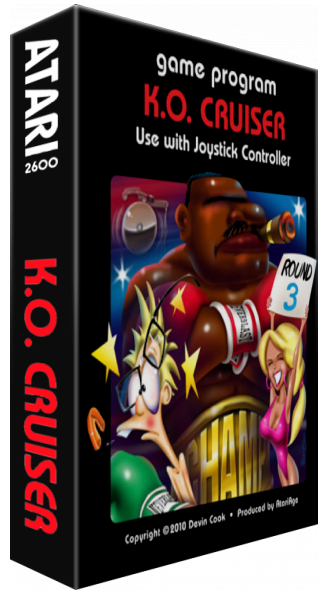 ATARI
2600
K.O. CRUISER
game program
K.O. CRUISER
Use with Joystick Controller
ROUND
3
EVERLAST
CHAMP
Copyright ©2010 Devin Cook • Produced by AtariAge